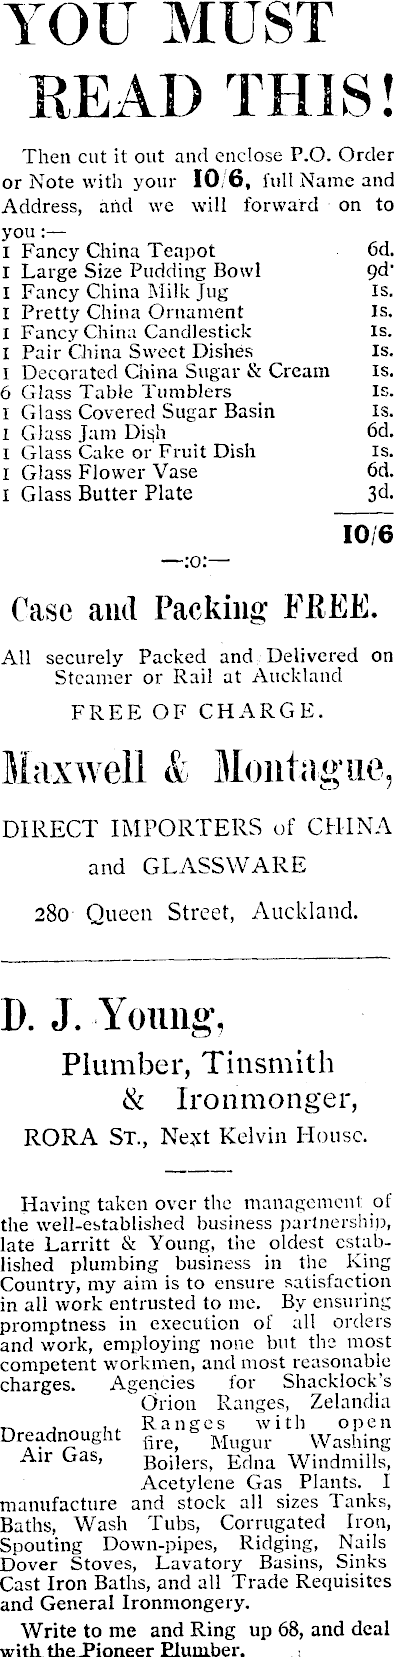 YOU MUST
READ THIS!
Then cut it out and enclose P.O. Order
or Note with your 10/6, full Name and
Address, and we will forward on to
you :—
1 Fancy China Teapot 6d.
1 Large Size Pudding Bowl 9d·
1 Fancy China Milk Jug 1s.
1 Pretty China Ornament 1s.
1 Fancy China Candlestick 1s.
1 Pair China Sweet Dishes 1s.
1 Decorated China Sugar & Cream 1s.
6 Glass Table Tumblers 1s.
1 Glass Covered Sugar Basin 1s.
1 Glass Jam Dish 6d.
1 Glass Cake or Fruit Dish 1s.
1 Glass Flower Vase 6d.
1 Glass Butter Plate 3d.
10/6
—:o:—
Case and Packing FREE.
All securely Packed and Delivered on
Steamer or Rail at Auckland
FREE OF CHARGE.
Maxwell & Montague,
DIRECT IMPORTERS of CHINA
and GLASSWARE
280 Queen Street, Auckland.
D. J. Young,
Plumber, Tinsmith
& Ironmonger,
RORA ST., Next Kelvin House.
Having taken over the management of
the well-established business partnership,
late Larritt & Young, the oldest estab-
lished plumbing business in the King
Country, my aim is to ensure satisfaction
in all work entrusted to me. By ensuring
promptness in execution of all orders
and work, employing none but the most
competent workmen, and most reasonable
charges. Agencies for Shacklock's
Orion Ranges, Zelandia
Ranges with open
Dreadnought fire, Mugur Washing
Air Gas, Boilers, Edna Windmills,
Acetylene Gas Plants. I
manufacture and stock all sizes Tanks,
Baths, Wash Tubs, Corrugated Iron,
Spouting Down-pipes, Ridging, Nails
Dover Stoves, Lavatory Basins, Sinks
Cast Iron Baths, and all Trade Requisites
and General Ironmongery.
Write to me and Ring up 68, and deal
with the Pioneer Plumber.